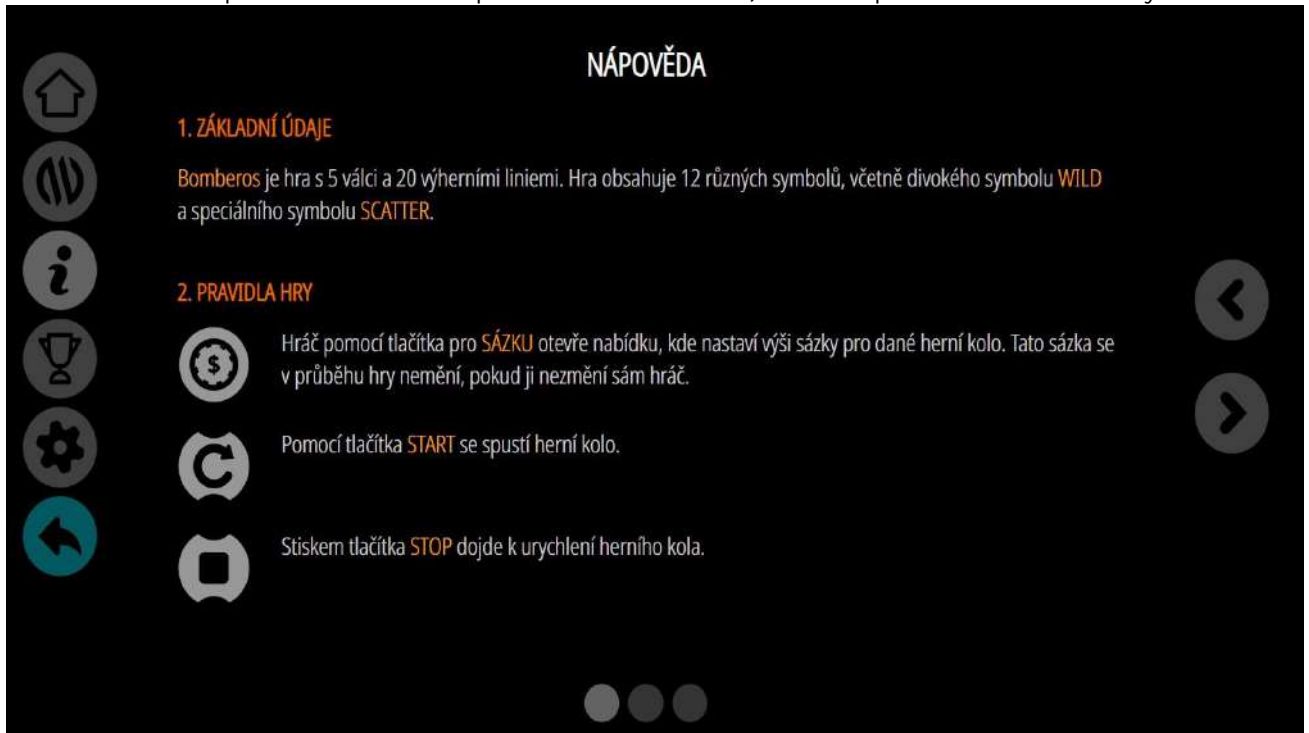 NÁPOVĚDA
1. ZÁKLADNÍ ÚDAJE
Bomberos je hra s 5 válci a 20 výherními liniemi. Hra obsahuje 12 různých symbolů, včetně divokého symbolu WILD
a speciálního symbolu SCATTER.
2. PRAVIDLA HRY
Hráč pomocí tlačítka pro SÁZKU otevře nabídku, kde nastaví výši sázky pro dané herní kolo. Tato sázka se
v průběhu hry nemění, pokud ji nezmění sám hráč.
Pomocí tlačítka START se spustí herní kolo.
Stiskem tlačítka STOP dojde k urychlení herního kola.